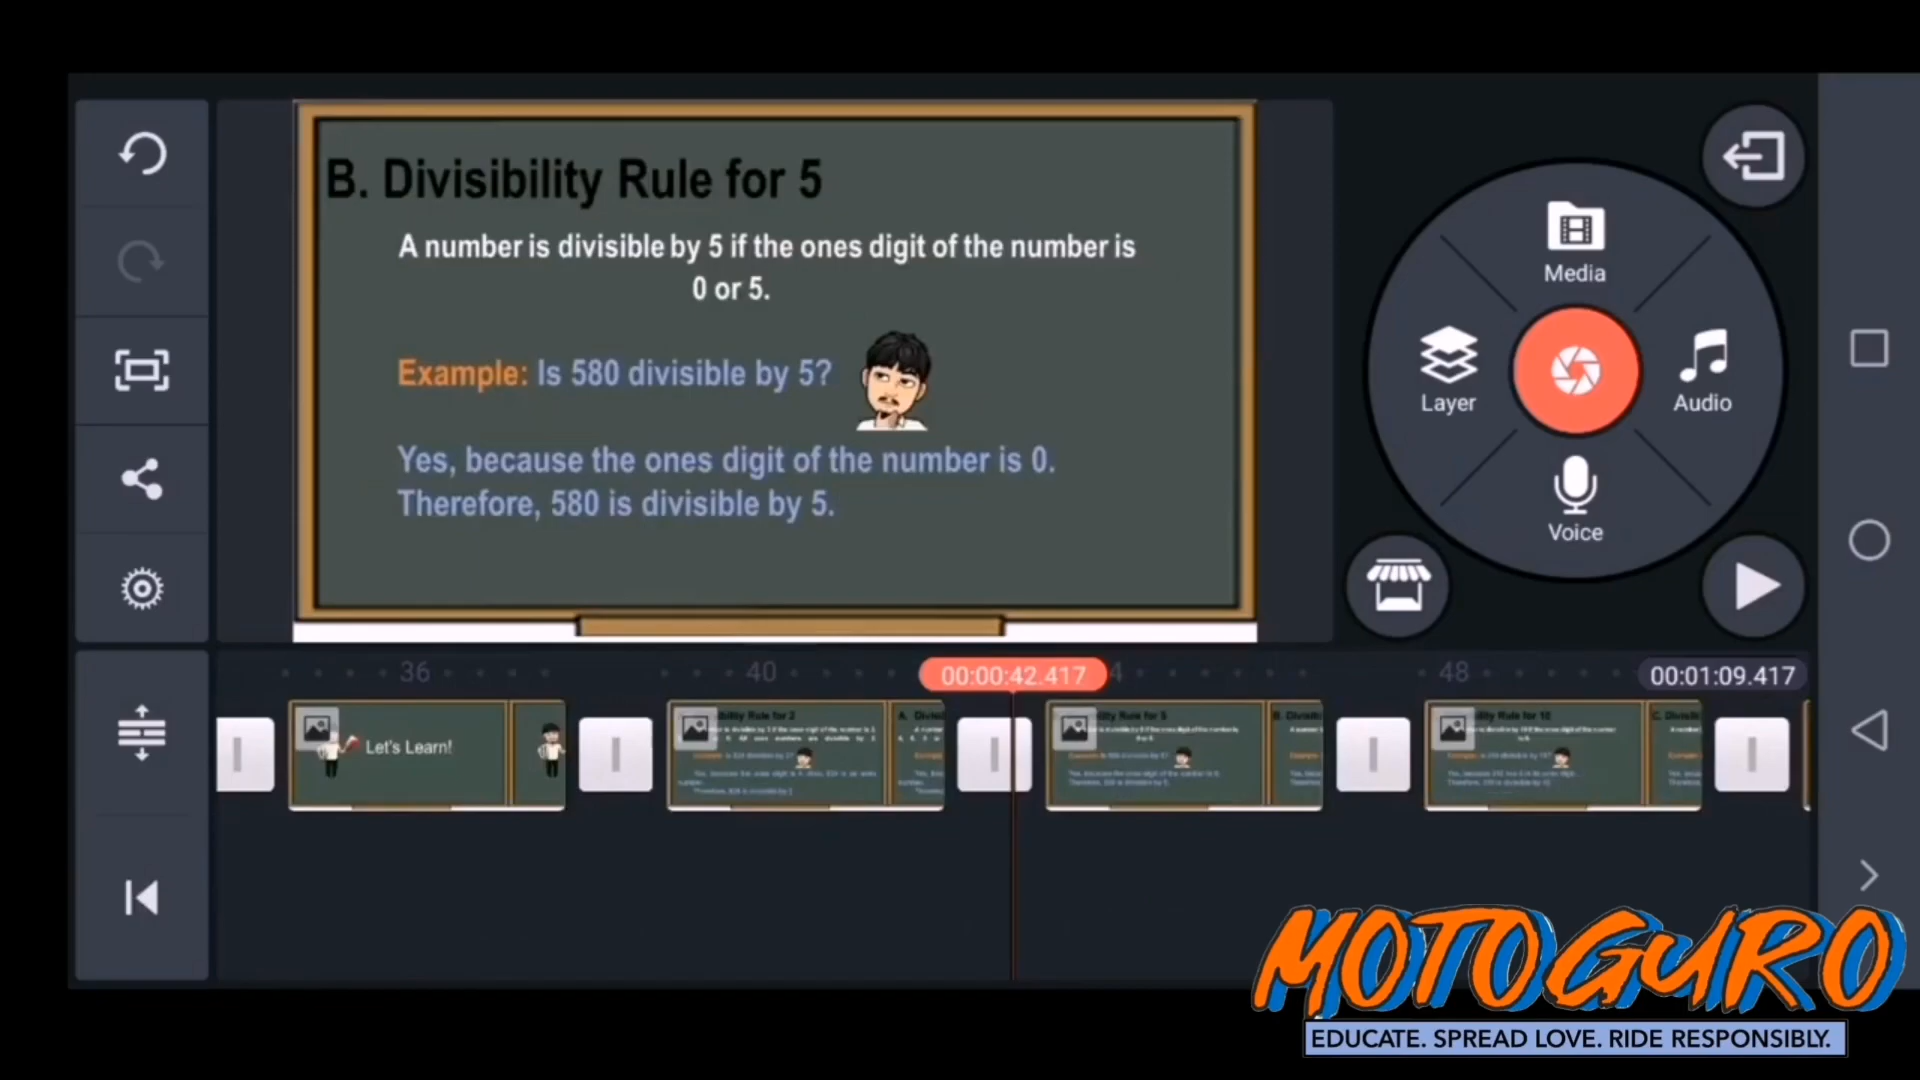 B. Divisibility Rule for 5
A number is divisible by 5 if the ones digit of the number is
0 or 5.
Example: Is 580 divisible by 5?
Yes, because the ones digit of the number is 0.
Therefore, 580 is divisible by 5.
Media
Layer
Audio
Voice
36
40
00:00:42.417
4
48
00:01:09.417
Let's Learn!
MOTOGURO
EDUCATE. SPREAD LOVE. RIDE RESPONSIBLY.